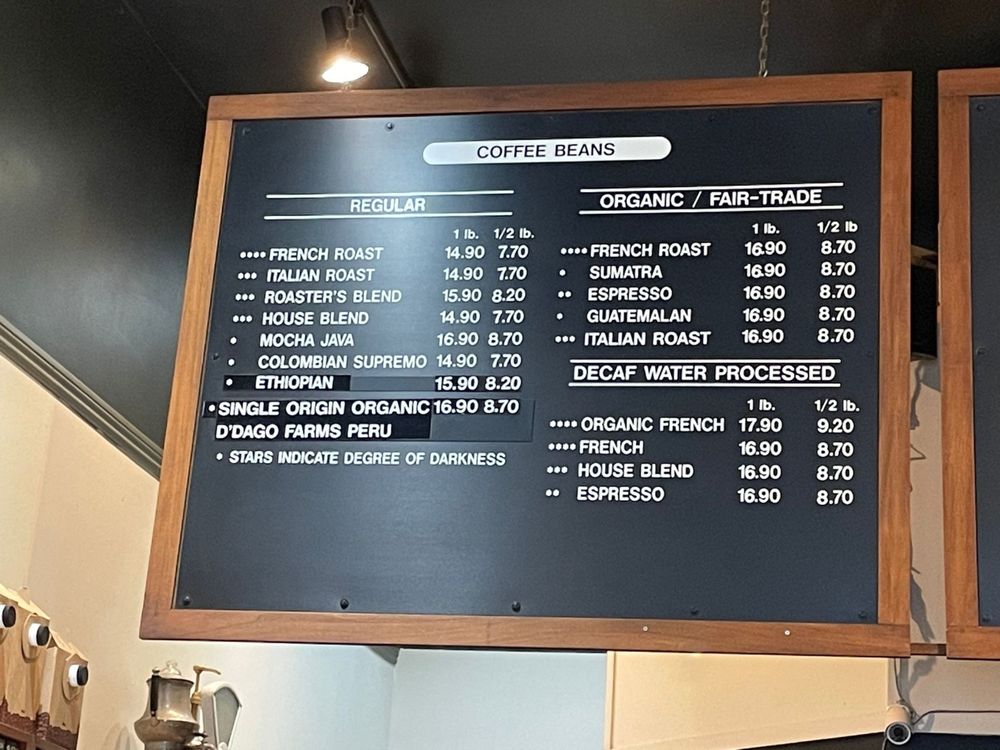 COFFEE BEANS
REGULAR
1 lb. 1/2 lb.
•••• FRENCH ROAST 14.90 7.70
••• ITALIAN ROAST 14.90 7.70
••• ROASTER'S BLEND 15.90 8.20
••• HOUSE BLEND 14.90 7.70
• MOCHA JAVA 16.90 8.70
• COLOMBIAN SUPREMO 14.90 7.70
• ETHIOPIAN 15.90 8.20
• SINGLE ORIGIN ORGANIC 16.90 8.70
D'DAGO FARMS PERU
• STARS INDICATE DEGREE OF DARKNESS
ORGANIC / FAIR-TRADE
1 lb. 1/2 lb
•••• FRENCH ROAST 16.90 8.70
• SUMATRA 16.90 8.70
•• ESPRESSO 16.90 8.70
• GUATEMALAN 16.90 8.70
••• ITALIAN ROAST 16.90 8.70
DECAF WATER PROCESSED
1 lb. 1/2 lb.
•••• ORGANIC FRENCH 17.90 9.20
•••• FRENCH 16.90 8.70
••• HOUSE BLEND 16.90 8.70
•• ESPRESSO 16.90 8.70